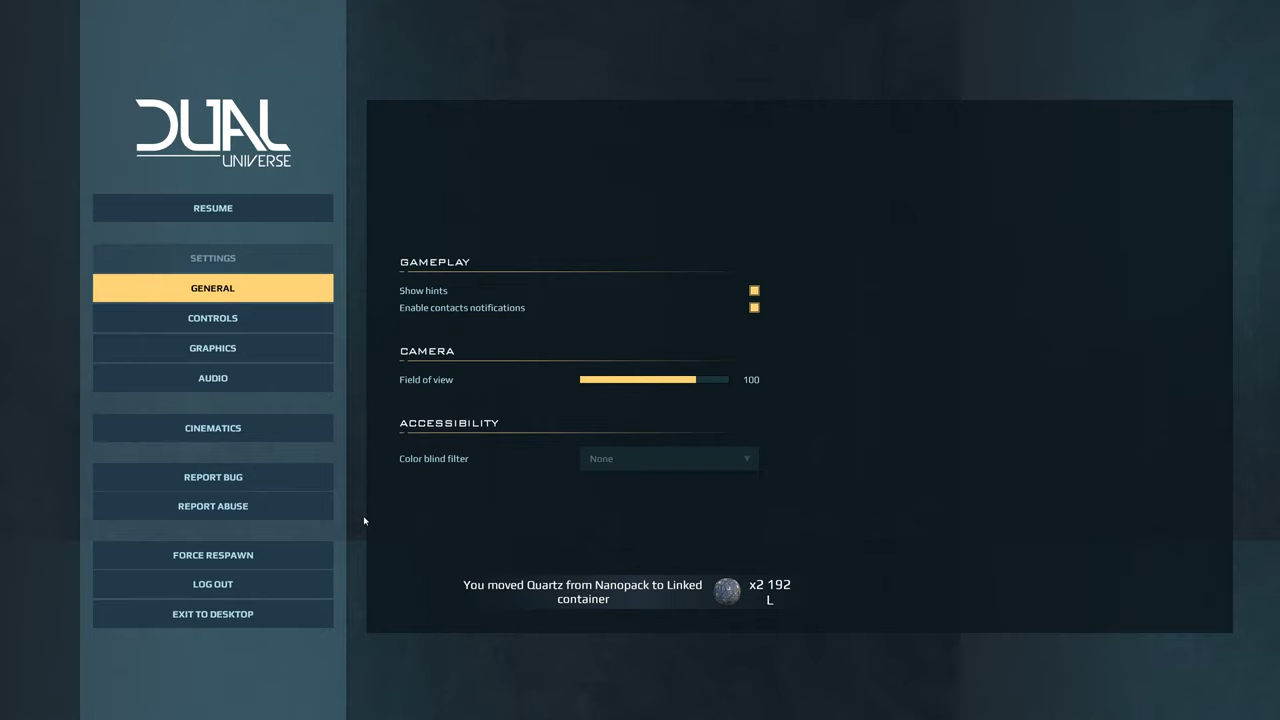 DUAL
UNIVERSE
RESUME
SETTINGS
GENERAL
CONTROLS
GRAPHICS
AUDIO
CINEMATICS
REPORT BUG
REPORT ABUSE
FORCE RESPAWN
LOG OUT
EXIT TO DESKTOP
GAMEPLAY
Show hints
Enable contacts notifications
CAMERA
Field of view 100
ACCESSIBILITY
Color blind filter None
You moved Quartz from Nanopack to Linked
container
x2 192
L